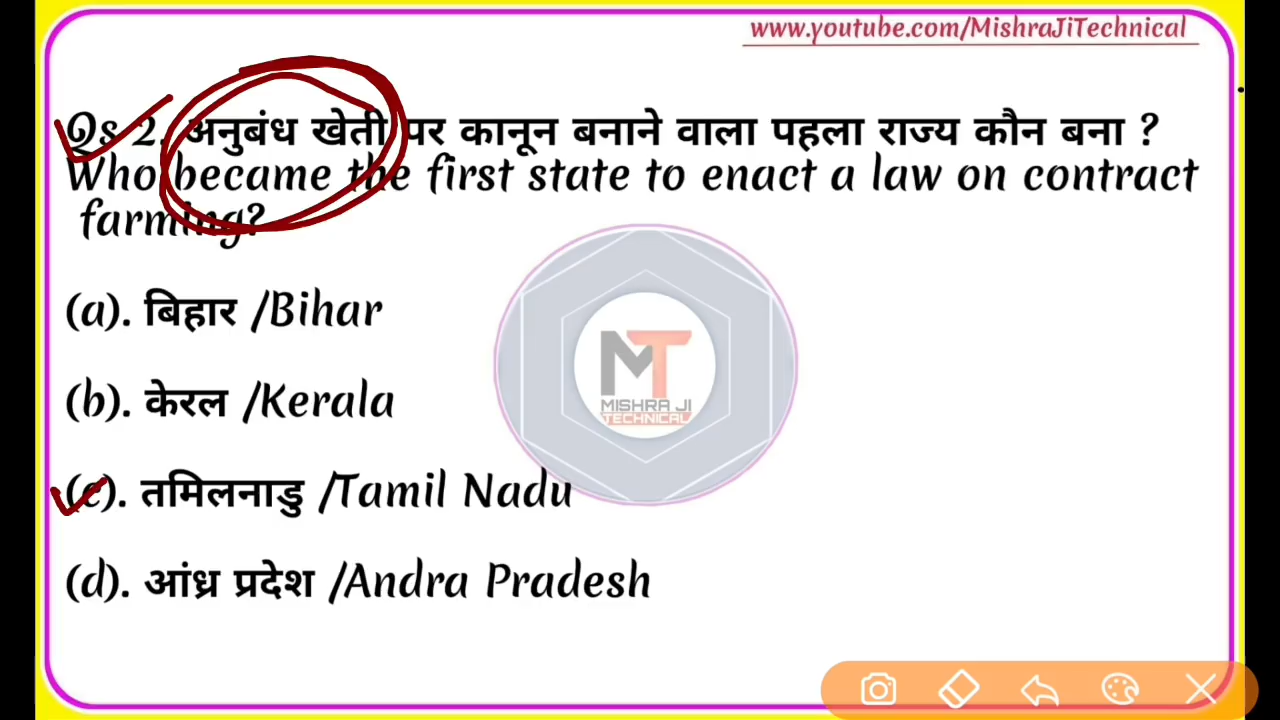 www.youtube.com/MishraJiTechnical
Qs 2. अनुबंध खेती पर कानून बनाने वाला पहला राज्य कौन बना ?
Who became the first state to enact a law on contract
farming?
(a). बिहार /Bihar
(b). केरल /Kerala
MT
MISHRA JI
TECHNICAL
(c). तमिलनाडु /Tamil Nadu
(d). आंध्र प्रदेश /Andra Pradesh